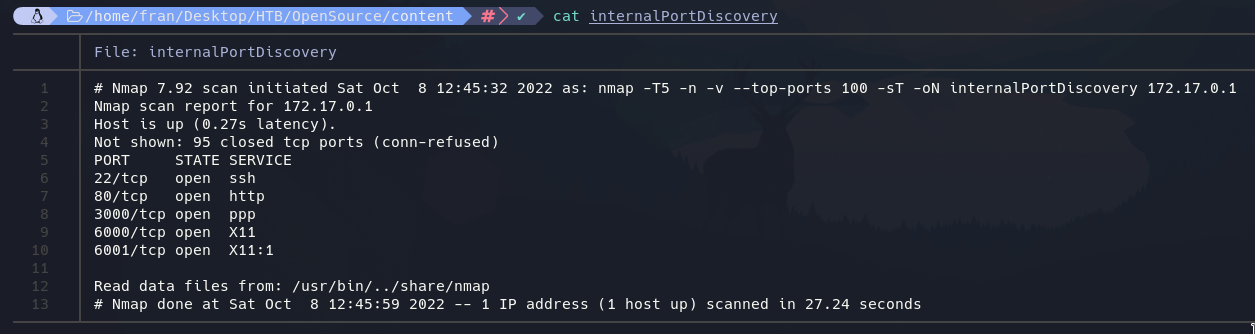 /home/fran/Desktop/HTB/OpenSource/content # ✔ cat internalPortDiscovery
File: internalPortDiscovery
1 # Nmap 7.92 scan initiated Sat Oct  8 12:45:32 2022 as: nmap -T5 -n -v --top-ports 100 -sT -oN internalPortDiscovery 172.17.0.1
2 Nmap scan report for 172.17.0.1
3 Host is up (0.27s latency).
4 Not shown: 95 closed tcp ports (conn-refused)
5 PORT     STATE SERVICE
6 22/tcp   open  ssh
7 80/tcp   open  http
8 3000/tcp open  ppp
9 6000/tcp open  X11
10 6001/tcp open  X11:1
11
12 Read data files from: /usr/bin/../share/nmap
13 # Nmap done at Sat Oct  8 12:45:59 2022 -- 1 IP address (1 host up) scanned in 27.24 seconds